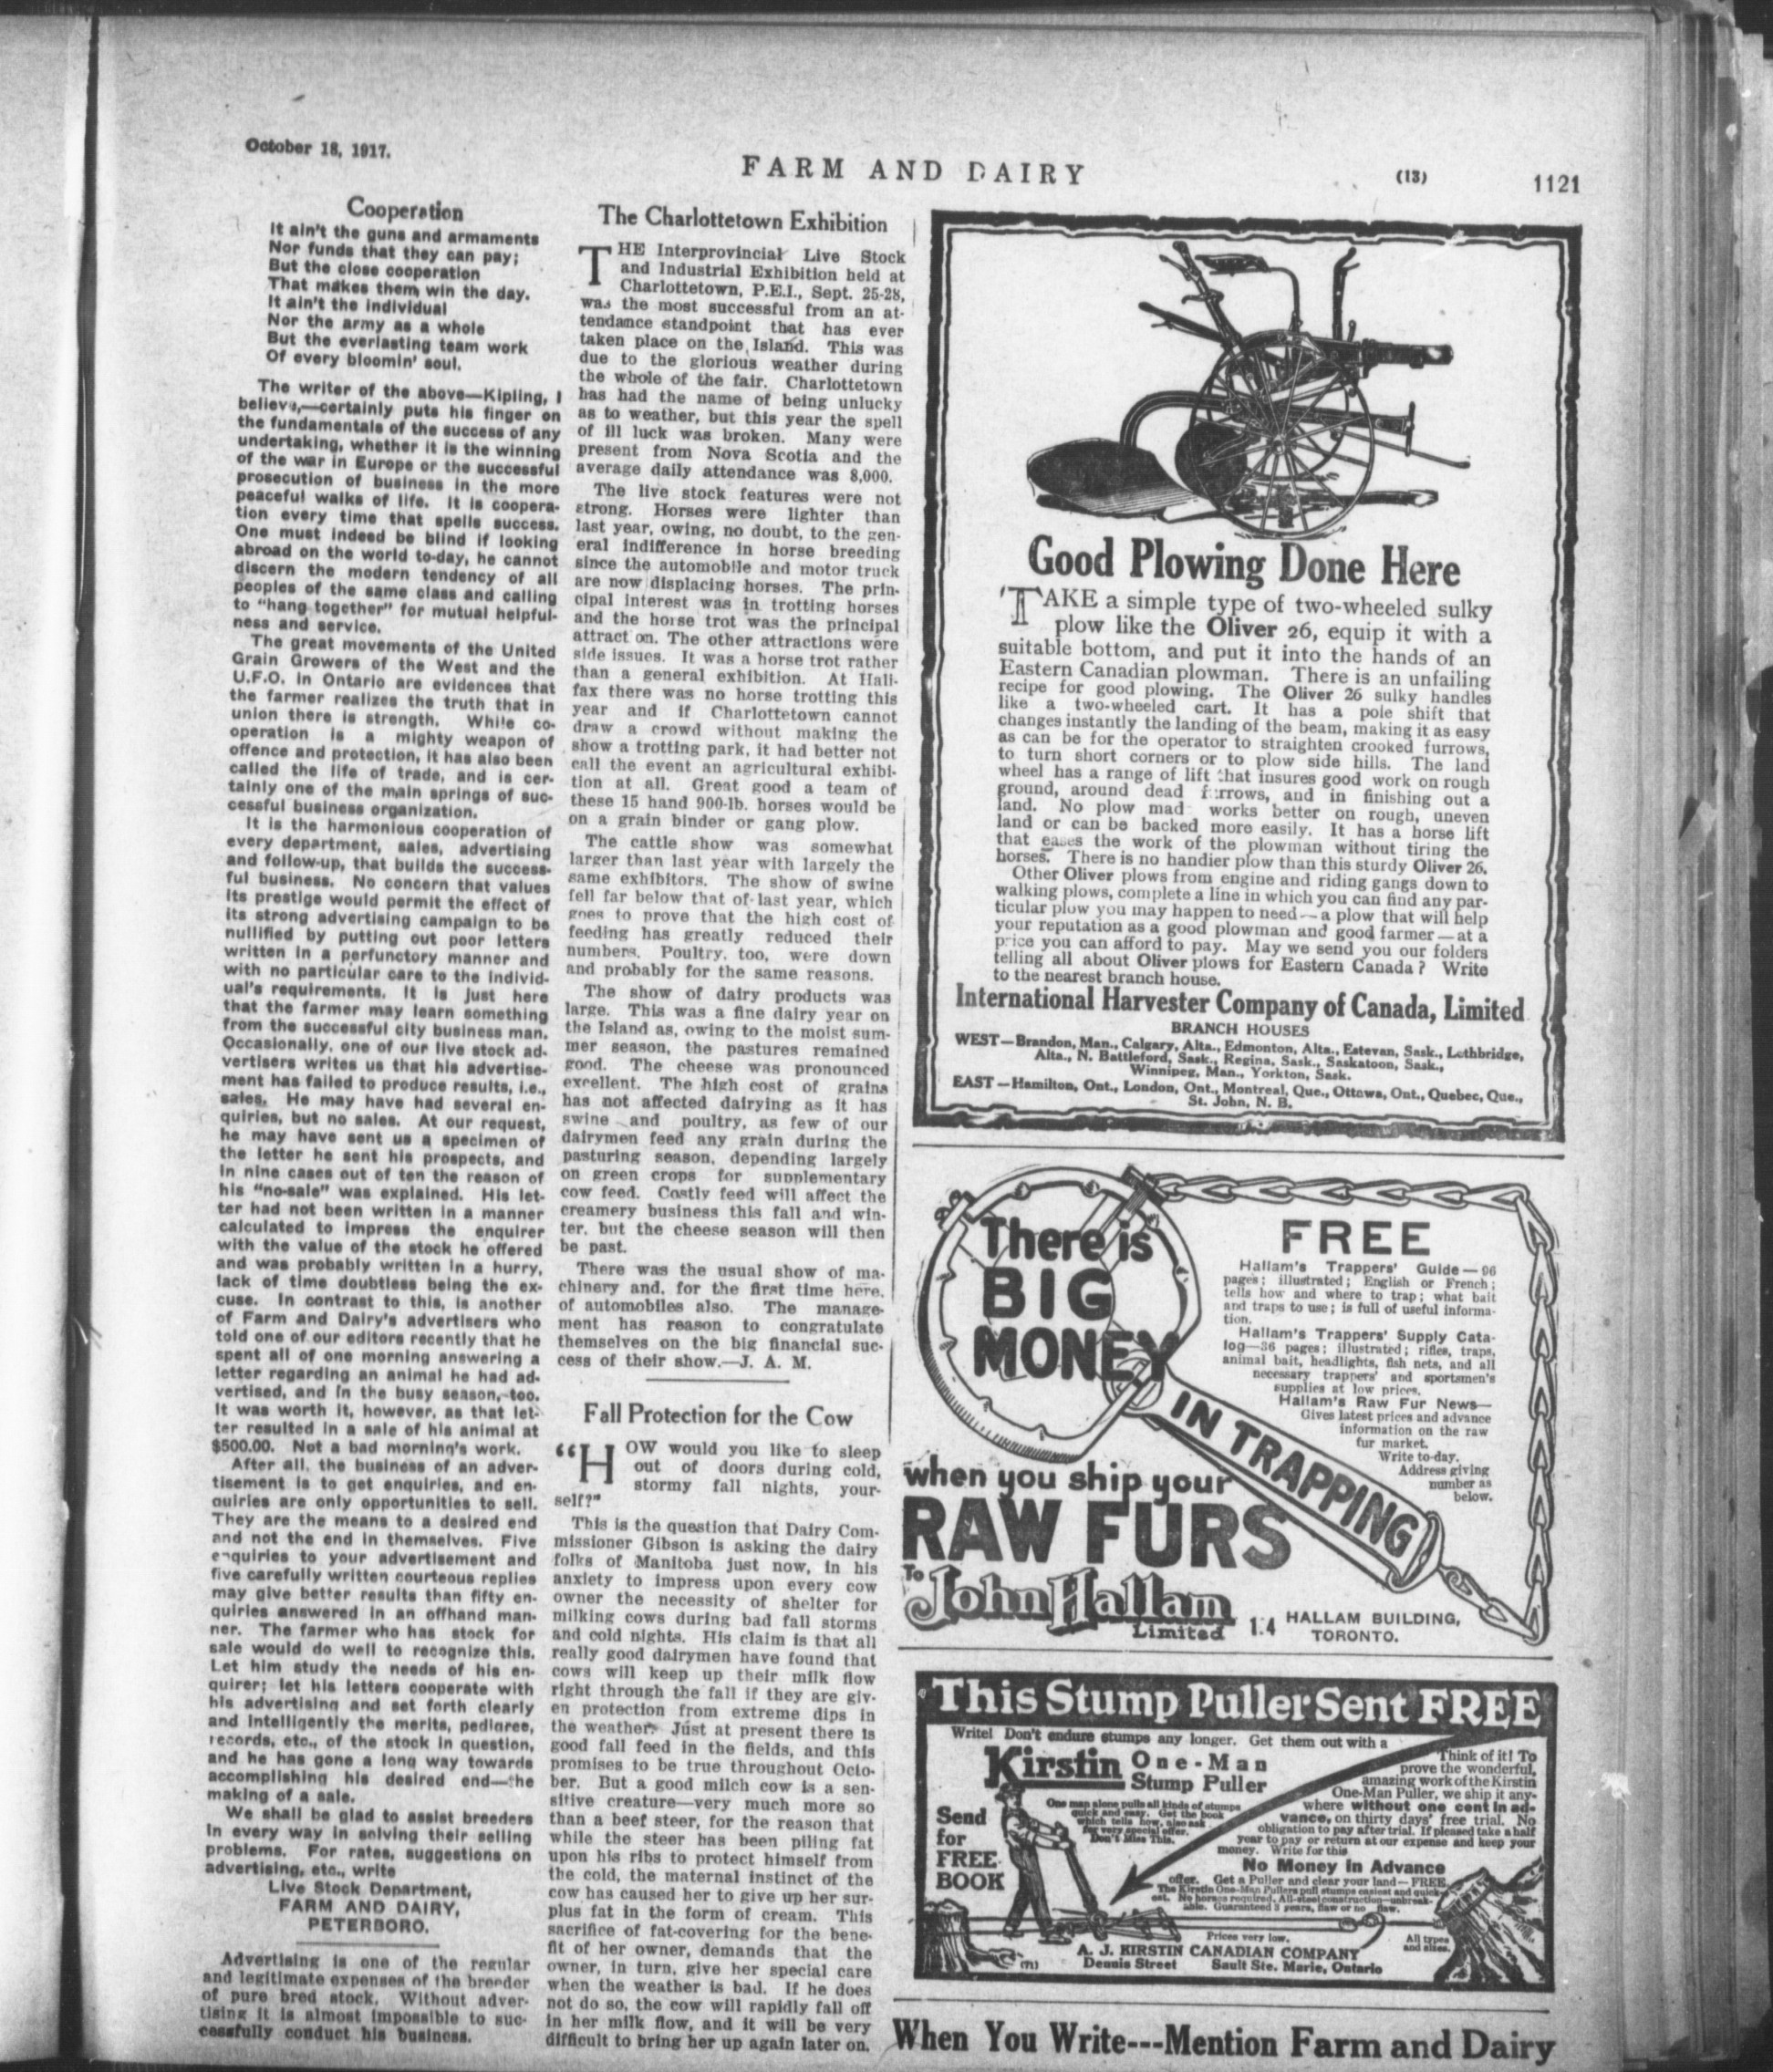 October 18, 1917.
FARM AND DAIRY
(13)
1121
Cooperation
It ain't the guns and armaments
Nor funds that they can pay;
But the close cooperation
That makes them win the day.
It ain't the individual
Nor the army as a whole
But the everlasting team work
Of every bloomin' soul.
The writer of the above—Kipling, I
believe,—certainly puts his finger on
the fundamentals of the success of any
undertaking, whether it is the winning
of the war in Europe or the successful
prosecution of business in the more
peaceful walks of life. It is coopera-
tion every time that spells success.
One must indeed be blind if looking
abroad on the world to-day, he cannot
discern the modern tendency of all
peoples of the same class and calling
to "hang together" for mutual helpful-
ness and service.
The great movements of the United
Grain Growers of the West and the
U.F.O. in Ontario are evidences that
the farmer realizes the truth that in
union there is strength. While co-
operation is a mighty weapon of
offence and protection, it has also been
called the life of trade, and is cer-
tainly one of the main springs of suc-
cessful business organization.
It is the harmonious cooperation of
every department, sales, advertising
and follow-up, that builds the success-
ful business. No concern that values
its prestige would permit the effect of
its strong advertising campaign to be
nullified by putting out poor letters
written in a perfunctory manner and
with no particular care to the individ-
ual's requirements. It is just here
that the farmer may learn something
from the successful city business man.
Occasionally, one of our live stock ad-
vertisers writes us that his advertise-
ment has failed to produce results, i.e.,
sales. He may have had several en-
quiries, but no sales. At our request,
he may have sent us a specimen of
the letter he sent his prospects, and
in nine cases out of ten the reason of
his "no-sale" was explained. His let-
ter had not been written in a manner
calculated to impress the enquirer
with the value of the stock he offered
and was probably written in a hurry,
lack of time doubtless being the ex-
cuse. In contrast to this, is another
of Farm and Dairy's advertisers who
told one of our editors recently that he
spent all of one morning answering a
letter regarding an animal he had ad-
vertised, and in the busy season, too.
It was worth it, however, as that let-
ter resulted in a sale of his animal at
$500.00. Not a bad morning's work.
After all, the business of an adver-
tisement is to get enquiries, and en-
quiries are only opportunities to sell.
They are the means to a desired end
and not the end in themselves. Five
enquiries to your advertisement and
five carefully written courteous replies
may give better results than fifty en-
quiries answered in an offhand man-
ner. The farmer who has stock for
sale would do well to recognize this.
Let him study the needs of his en-
quirer; let his letters cooperate with
his advertising and set forth clearly
and intelligently the merits, pedigree,
records, etc., of the stock in question,
and he has gone a long way towards
accomplishing his desired end—the
making of a sale.
We shall be glad to assist breeders
in every way in solving their selling
problems. For rates, suggestions on
advertising, etc., write
Live Stock Department,
FARM AND DAIRY,
PETERBORO.
Advertising is one of the regular
and legitimate expenses of the breeder
of pure bred stock. Without adver-
tising it is almost impossible to suc-
cessfully conduct his business.
The Charlottetown Exhibition
THE Interprovincial Live Stock
and Industrial Exhibition held at
Charlottetown, P.E.I., Sept. 25-28,
was the most successful from an at-
tendance standpoint that has ever
taken place on the Island. This was
due to the glorious weather during
the whole of the fair. Charlottetown
has had the name of being unlucky
as to weather, but this year the spell
of ill luck was broken. Many were
present from Nova Scotia and the
average daily attendance was 8,000.
The live stock features were not
strong. Horses were lighter than
last year, owing, no doubt, to the gen-
eral indifference in horse breeding
since the automobile and motor truck
are now displacing horses. The prin-
cipal interest was in trotting horses
and the horse trot was the principal
attract on. The other attractions were
side issues. It was a horse trot rather
than a general exhibition. At Hali-
fax there was no horse trotting this
year and if Charlottetown cannot
draw a crowd without making the
show a trotting park, it had better not
call the event an agricultural exhibi-
tion at all. Great good a team of
these 15 hand 900-lb. horses would be
on a grain binder or gang plow.
The cattle show was somewhat
larger than last year with largely the
same exhibitors. The show of swine
fell far below that of last year, which
goes to prove that the high cost of
feeding has greatly reduced their
numbers. Poultry, too, were down
and probably for the same reasons.
The show of dairy products was
large. This was a fine dairy year on
the Island as, owing to the moist sum-
mer season, the pastures remained
good. The cheese was pronounced
excellent. The high cost of grains
has not affected dairying as it has
swine and poultry, as few of our
dairymen feed any grain during the
pasturing season, depending largely
on green crops for supplementary
cow feed. Costly feed will affect the
creamery business this fall and win-
ter, but the cheese season will then
be past.
There was the usual show of ma-
chinery and, for the first time here,
of automobiles also. The manage-
ment has reason to congratulate
themselves on the big financial suc-
cess of their show.—J. A. M.
Fall Protection for the Cow
"HOW would you like to sleep
out of doors during cold,
stormy fall nights, your-
self?"
This is the question that Dairy Com-
missioner Gibson is asking the dairy
folks of Manitoba just now, in his
anxiety to impress upon every cow
owner the necessity of shelter for
milking cows during bad fall storms
and cold nights. His claim is that all
really good dairymen have found that
cows will keep up their milk flow
right through the fall if they are giv-
en protection from extreme dips in
the weather. Just at present there is
good fall feed in the fields, and this
promises to be true throughout Octo-
ber. But a good milch cow is a sen-
sitive creature—very much more so
than a beef steer, for the reason that
while the steer has been piling fat
upon his ribs to protect himself from
the cold, the maternal instinct of the
cow has caused her to give up her sur-
plus fat in the form of cream. This
sacrifice of fat-covering for the bene-
fit of her owner, demands that the
owner, in turn, give her special care
when the weather is bad. If he does
not do so, the cow will rapidly fall off
in her milk flow, and it will be very
difficult to bring her up again later on.
Good Plowing Done Here
TAKE a simple type of two-wheeled sulky
plow like the Oliver 26, equip it with a
suitable bottom, and put it into the hands of an
Eastern Canadian plowman. There is an unfailing
recipe for good plowing. The Oliver 26 sulky handles
like a two-wheeled cart. It has a pole shift that
changes instantly the landing of the beam, making it as easy
as can be for the operator to straighten crooked furrows,
to turn short corners or to plow side hills. The land
wheel has a range of lift that insures good work on rough
ground, around dead furrows, and in finishing out a
land. No plow mad works better on rough, uneven
land or can be backed more easily. It has a horse lift
that eases the work of the plowman without tiring the
horses. There is no handier plow than this sturdy Oliver 26.
Other Oliver plows from engine and riding gangs down to
walking plows, complete a line in which you can find any par-
ticular plow you may happen to need—a plow that will help
your reputation as a good plowman and good farmer—at a
price you can afford to pay. May we send you our folders
telling all about Oliver plows for Eastern Canada? Write
to the nearest branch house.
International Harvester Company of Canada, Limited
BRANCH HOUSES
WEST—Brandon, Man., Calgary, Alta., Edmonton, Alta., Estevan, Sask., Lethbridge,
Alta., N. Battleford, Sask., Regina, Sask., Saskatoon, Sask.,
Winnipeg, Man., Yorkton, Sask.
EAST—Hamilton, Ont., London, Ont., Montreal, Que., Ottawa, Ont., Quebec, Que.,
St. John, N. B.
There is
BIG
MONEY
IN TRAPPING
when you ship your
RAW FURS
To
John Hallam
Limited
FREE
Hallam's Trappers' Guide—96
pages; illustrated; English or French;
tells how and where to trap; what bait
and traps to use; is full of useful informa-
tion.
Hallam's Trappers' Supply Cata-
log—36 pages; illustrated; rifles, traps,
animal bait, headlights, fish nets, and all
necessary trappers' and sportsmen's
supplies at low prices.
Hallam's Raw Fur News—
Gives latest prices and advance
information on the raw
fur market.
Write to-day.
Address giving
number as
below.
HALLAM BUILDING,
TORONTO.
This Stump Puller Sent FREE
Write! Don't endure stumps any longer. Get them out with a
Kirstin One-Man
Stump Puller
One man alone pulls all kinds of stumps
quick and easy. Get the book
which tells how, also ask
for very special offer.
Don't Miss This.
Send
for
FREE
BOOK
Think of it! To
prove the wonderful,
amazing work of the Kirstin
One-Man Puller, we ship it any-
where without one cent in ad-
vance, on thirty days' free trial. No
obligation to pay after trial. If pleased take a half
year to pay or return at our expense and keep your
money. Write for this
No Money In Advance
offer. Get a Puller and clear your land—FREE.
The Kirstin One-Man Pullers pull stumps easiest and quick-
est. No horses required. All-steel construction—unbreak-
able. Guaranteed 3 years, flaw or no flaw.
Prices very low.
All types
and sizes.
A. J. KIRSTIN CANADIAN COMPANY
Dennis Street Sault Ste. Marie, Ontario
When You Write---Mention Farm and Dairy